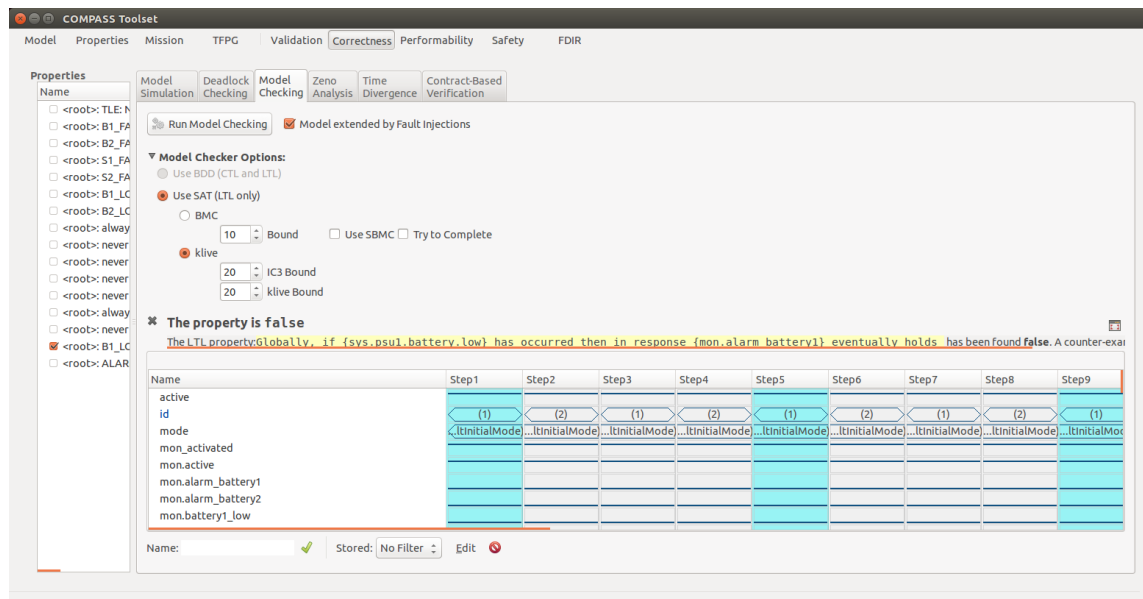 COMPASS Toolset
Model Properties Mission TFPG Validation Correctness Performability Safety FDIR
Properties
Name
<root>: TLE: N
<root>: B1_FA
<root>: B2_FA
<root>: S1_FA
<root>: S2_FA
<root>: B1_LO
<root>: B2_LO
<root>: alway
<root>: never
<root>: never
<root>: never
<root>: never
<root>: alway
<root>: never
<root>: B1_LO
<root>: ALAR
Model Simulation Deadlock Checking Model Checking Zeno Analysis Time Divergence Contract-Based Verification
Run Model Checking Model extended by Fault Injections
Model Checker Options:
Use BDD (CTL and LTL)
Use SAT (LTL only)
BMC
10 Bound Use SBMC Try to Complete
klive
20 IC3 Bound
20 klive Bound
The property is false
The LTL property:Globally, if {sys.psu1.battery.low} has occurred then in response {mon.alarm_battery1} eventually holds has been found false. A counter-exa
Name Step1 Step2 Step3 Step4 Step5 Step6 Step7 Step8 Step9
active
id (1) (2) (1) (2) (1) (2) (1) (2) (1)
mode ...ltInitialMode ...ltInitialMode ...ltInitialMode ...ltInitialMode ...ltInitialMode ...ltInitialMode ...ltInitialMode ...ltInitialMode ...ltInitialMod
mon_activated
mon.active
mon.alarm_battery1
mon.alarm_battery2
mon.battery1_low
Name: Stored: No Filter Edit